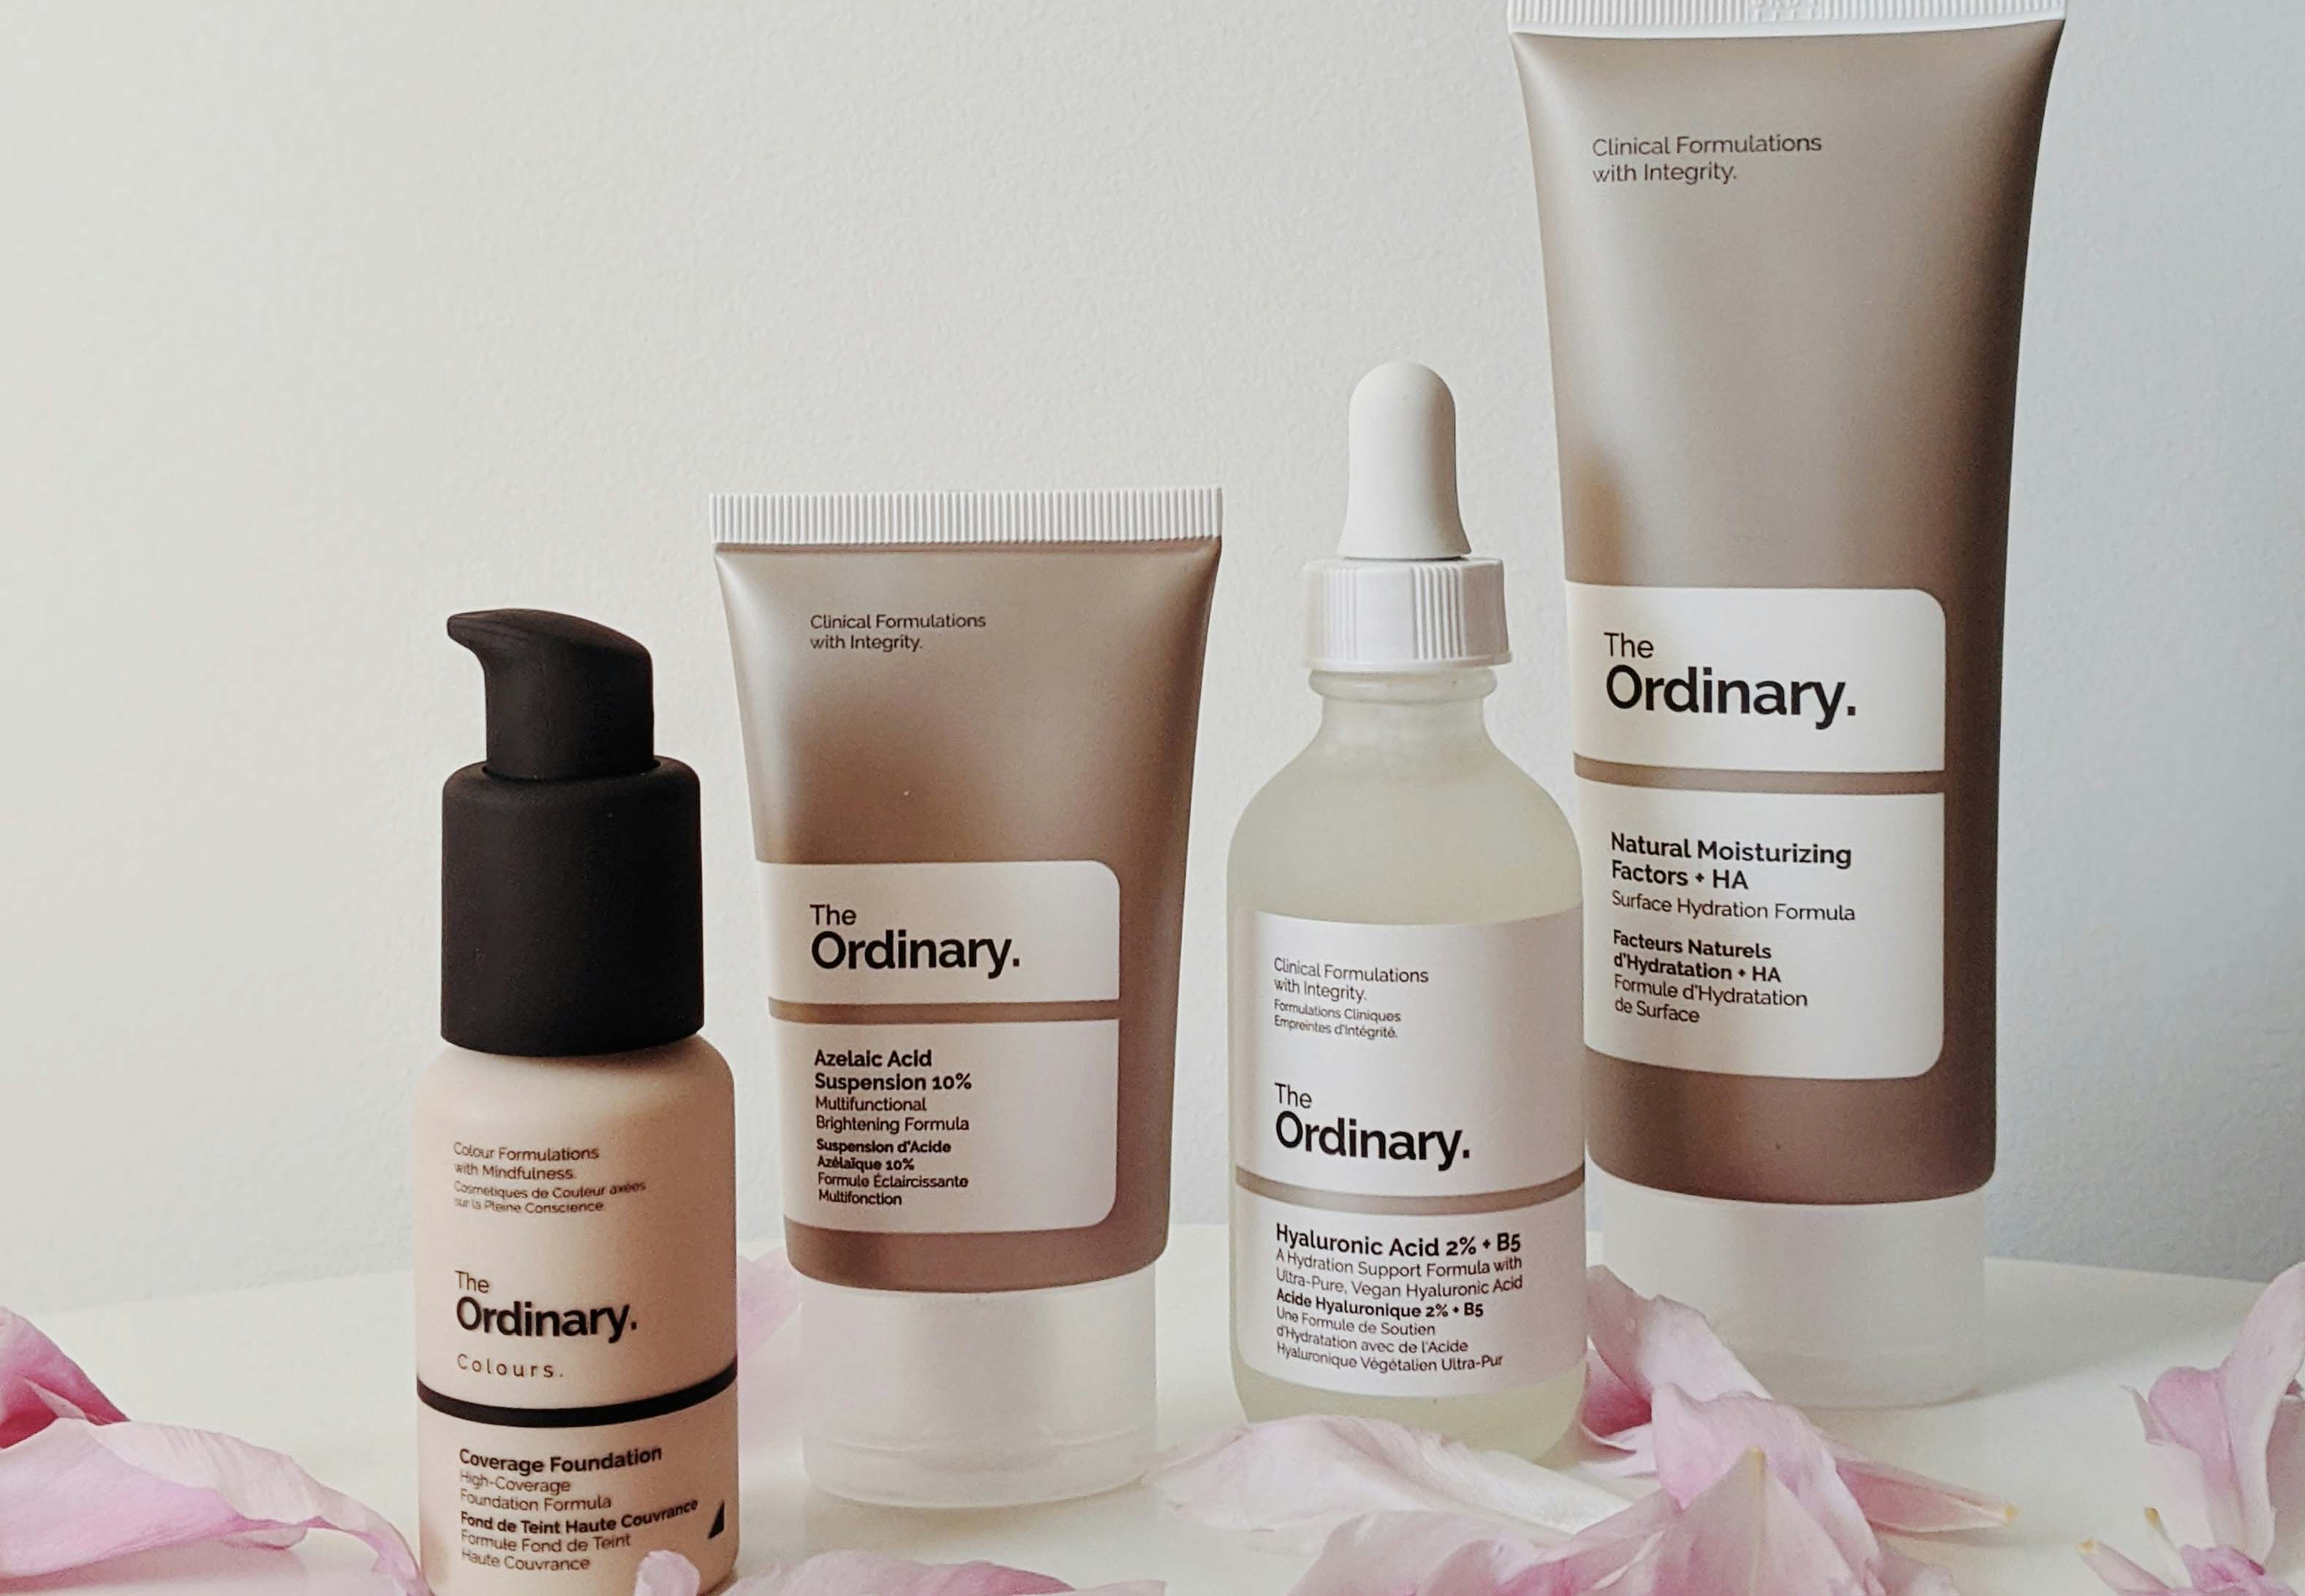 Colour Formulations
with Mindfulness.
Cosmétiques de Couleur axées
sur la Pleine Conscience.
The
Ordinary.
Colours.
Coverage Foundation
High-Coverage
Foundation Formula
Fond de Teint Haute Couvrance
Formule Fond de Teint
Haute Couvrance
Clinical Formulations
with Integrity.
The
Ordinary.
Azelaic Acid
Suspension 10%
Multifunctional
Brightening Formula
Suspension d'Acide
Azélaïque 10%
Formule Éclaircissante
Multifonction
Clinical Formulations
with Integrity.
Formulations Cliniques
Empreintes d'Intégrité.
The
Ordinary.
Hyaluronic Acid 2% + B5
A Hydration Support Formula with
Ultra-Pure, Vegan Hyaluronic Acid
Acide Hyaluronique 2% + B5
Une Formule de Soutien
d'Hydratation avec de l'Acide
Hyaluronique Végétalien Ultra-Pur
Clinical Formulations
with Integrity.
The
Ordinary.
Natural Moisturizing
Factors + HA
Surface Hydration Formula
Facteurs Naturels
d'Hydratation + HA
Formule d'Hydratation
de Surface